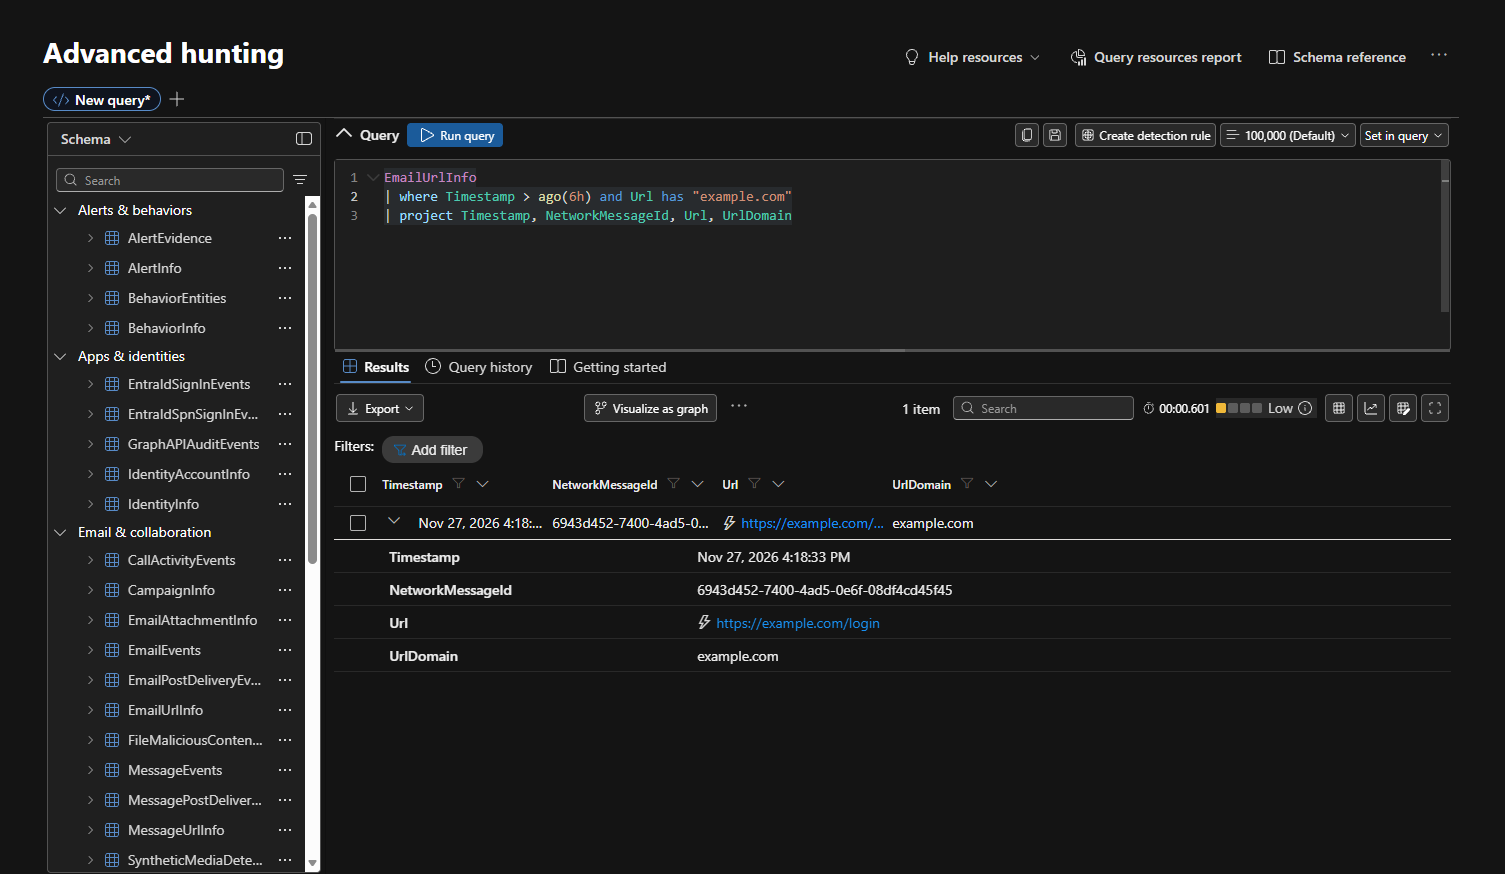 Advanced hunting
Help resources
Query resources report
Schema reference
···
</> New query*
Schema
Search
Alerts & behaviors
AlertEvidence
AlertInfo
BehaviorEntities
BehaviorInfo
Apps & identities
EntraIdSignInEvents
EntraIdSpnSignInEv...
GraphAPIAuditEvents
IdentityAccountInfo
IdentityInfo
Email & collaboration
CallActivityEvents
CampaignInfo
EmailAttachmentInfo
EmailEvents
EmailPostDeliveryEv...
EmailUrlInfo
FileMaliciousConten...
MessageEvents
MessagePostDeliver...
MessageUrlInfo
SyntheticMediaDete...
Query
Run query
Create detection rule
100,000 (Default)
Set in query
1 EmailUrlInfo
2 | where Timestamp > ago(6h) and Url has "example.com"
3 | project Timestamp, NetworkMessageId, Url, UrlDomain
Results
Query history
Getting started
Export
Visualize as graph
···
1 item
Search
00:00.601
Low
Filters:
Add filter
Timestamp NetworkMessageId Url UrlDomain
Nov 27, 2026 4:18:... 6943d452-7400-4ad5-0... https://example.com/... example.com
Timestamp Nov 27, 2026 4:18:33 PM
NetworkMessageId 6943d452-7400-4ad5-0e6f-08df4cd45f45
Url https://example.com/login
UrlDomain example.com